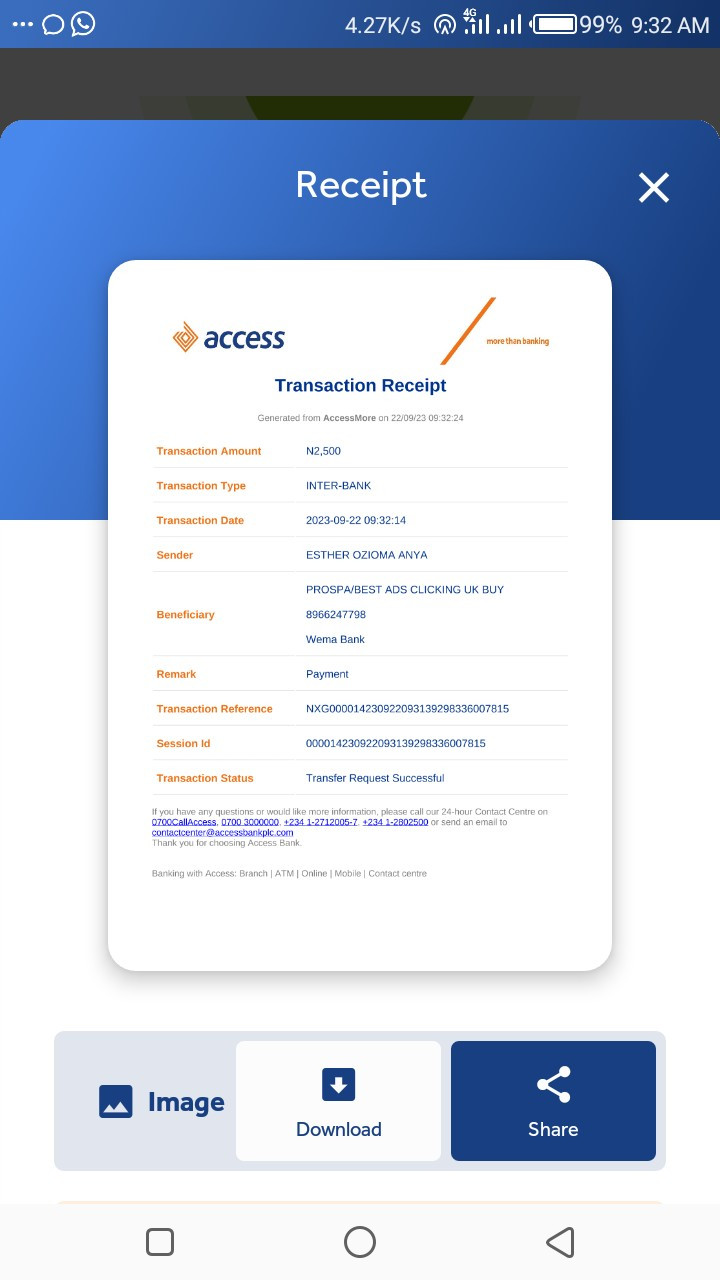 4.27K/s 4G 99% 9:32 AM
Receipt
access
more than banking
Transaction Receipt
Generated from AccessMore on 22/09/23 09:32:24
Transaction Amount N2,500
Transaction Type INTER-BANK
Transaction Date 2023-09-22 09:32:14
Sender ESTHER OZIOMA ANYA
PROSPA/BEST ADS CLICKING UK BUY
Beneficiary 8966247798
Wema Bank
Remark Payment
Transaction Reference NXG000014230922093139298336007815
Session Id 000014230922093139298336007815
Transaction Status Transfer Request Successful
If you have any questions or would like more information, please call our 24-hour Contact Centre on
0700CallAccess, 0700 3000000, +234 1-2712005-7, +234 1-2802500 or send an email to
contactcenter@accessbankplc.com
Thank you for choosing Access Bank.
Banking with Access: Branch | ATM | Online | Mobile | Contact centre
Image
Download
Share